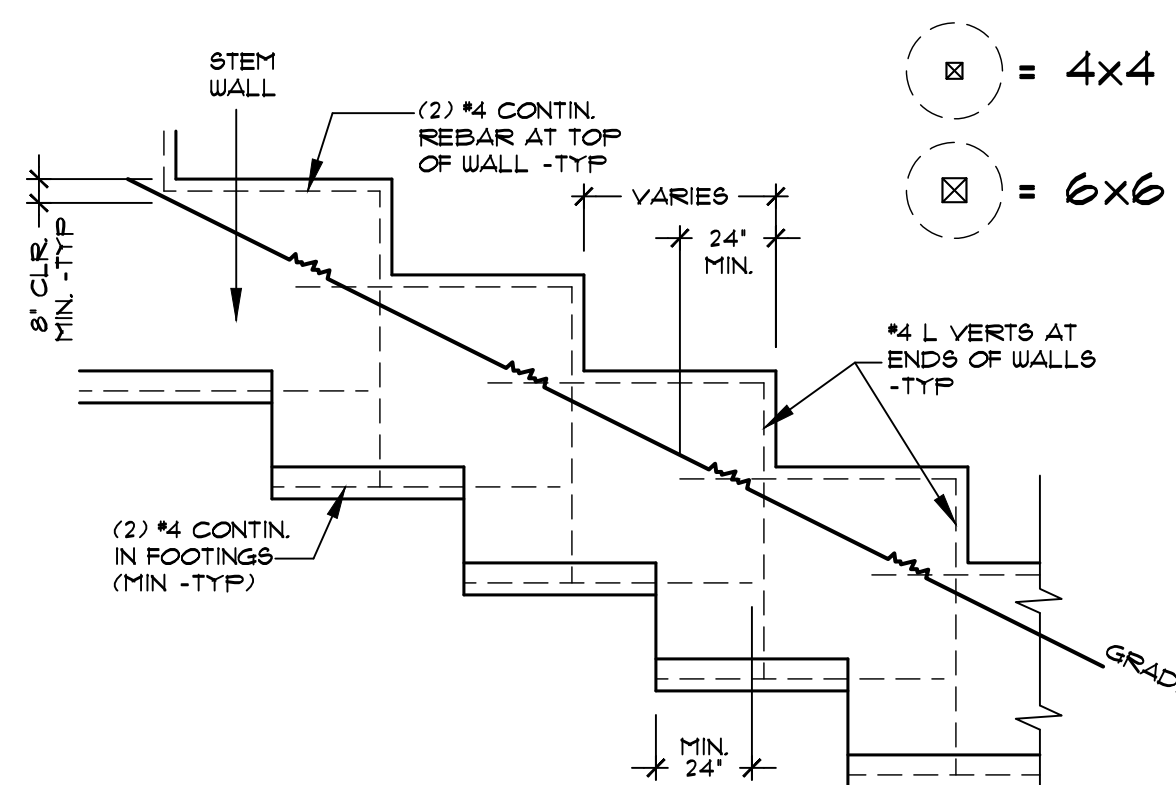 STEM
WALL
(2) #4 CONTIN.
REBAR AT TOP
OF WALL -TYP
= 4x4
= 6x6
VARIES
24"
MIN.
8" CLR.
MIN. -TYP
#4 L VERTS AT
ENDS OF WALLS
-TYP
(2) #4 CONTIN.
IN FOOTINGS
(MIN -TYP)
GRAD
MIN.
24"